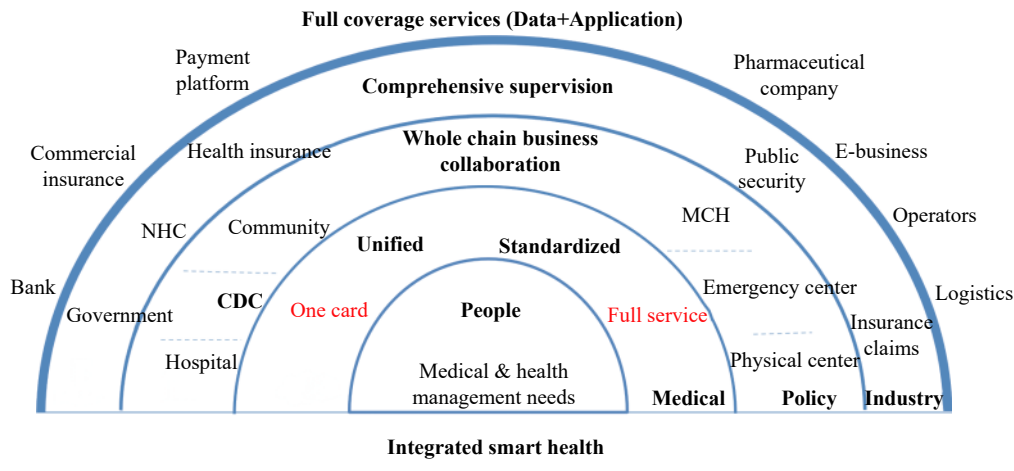 Full coverage services (Data+Application)
Payment
platform
Pharmaceutical
company
Comprehensive supervision
Commercial
insurance
Health insurance
Whole chain business
collaboration
Public
security
E-business
NHC
Community
MCH
Operators
Unified
Standardized
Bank
Government
CDC
One card
People
Full service
Emergency center
Logistics
Insurance
claims
Hospital
Medical & health
management needs
Physical center
Medical
Policy
Industry
Integrated smart health